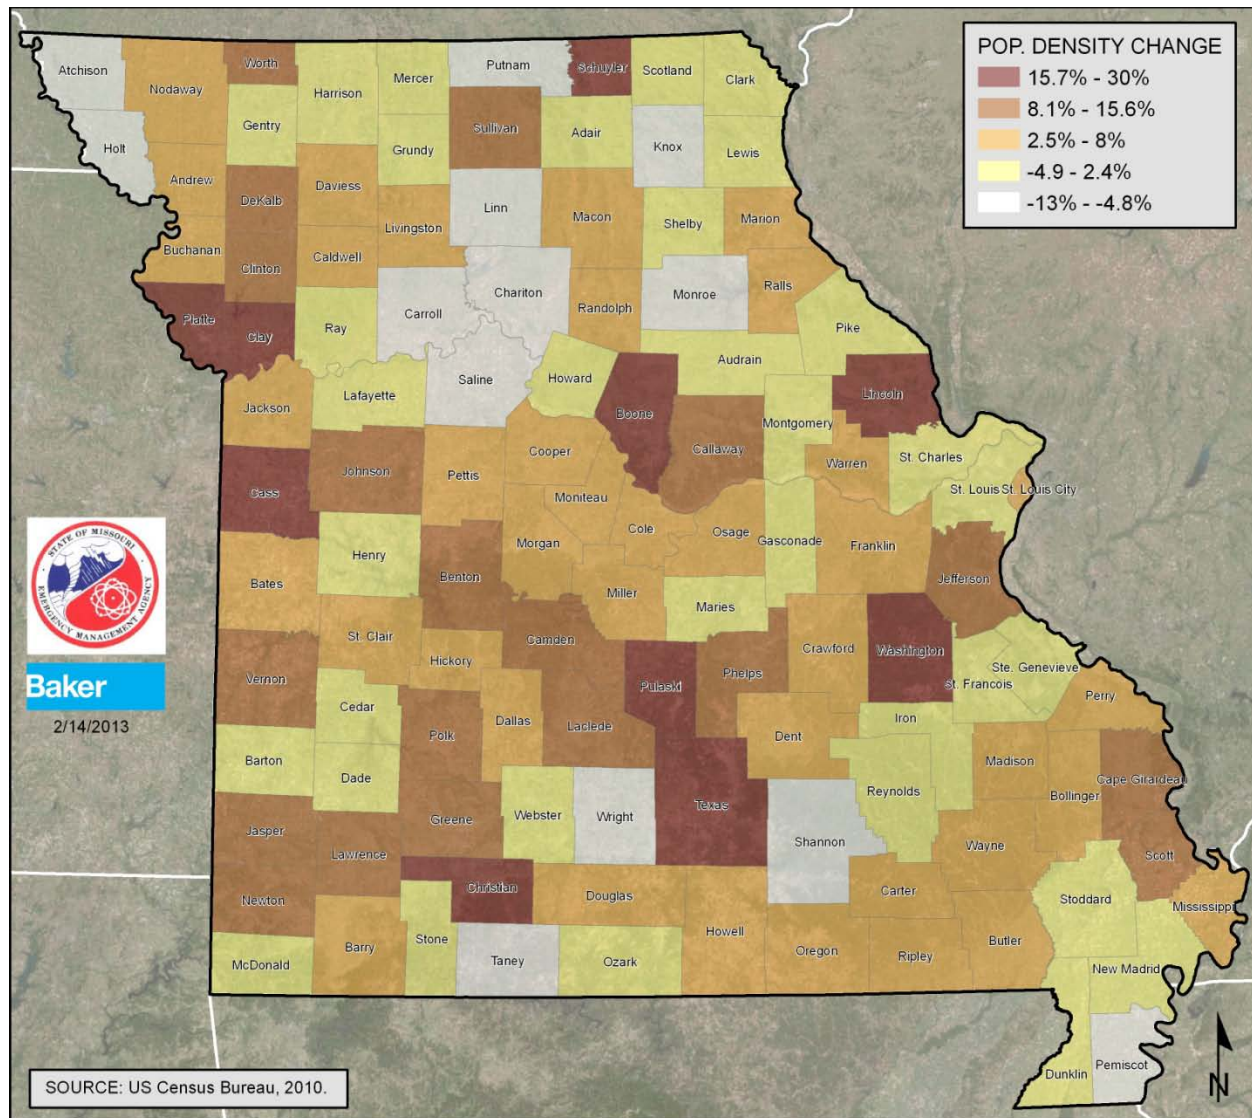 POP. DENSITY CHANGE
15.7% - 30%
8.1% - 15.6%
2.5% - 8%
-4.9 - 2.4%
-13% - -4.8%
Atchison
Nodaway
Worth
Harrison
Mercer
Putnam
Schuyler
Scotland
Clark
Gentry
Holt
Sullivan
Adair
Knox
Lewis
Grundy
Andrew
DeKalb
Daviess
Linn
Macon
Shelby
Marion
Livingston
Buchanan
Clinton
Caldwell
Chariton
Randolph
Monroe
Ralls
Carroll
Platte
Clay
Ray
Pike
Audrain
Howard
Saline
Lafayette
Jackson
Boone
Lincoln
Montgomery
Callaway
Warren
St. Charles
Cooper
Johnson
Pettis
Cass
Moniteau
St. Louis
St. Louis City
Cole
Osage
Morgan
Gasconade
Franklin
Henry
Bates
Benton
Miller
Jefferson
Maries
St. Clair
Camden
Crawford
Washington
Hickory
Vernon
Pulaski
Phelps
Ste. Genevieve
St. Francois
Perry
Cedar
Dallas
Polk
Laclede
Iron
Dent
Barton
Dade
Madison
Cape Girardeau
Reynolds
Bollinger
Texas
Webster
Wright
Greene
Jasper
Shannon
Wayne
Lawrence
Scott
Christian
Newton
Douglas
Carter
Stoddard
Mississippi
Howell
Barry
Stone
Butler
Oregon
Ripley
McDonald
Taney
Ozark
New Madrid
Dunklin
Pemiscot
STATE OF MISSOURI
EMERGENCY MANAGEMENT AGENCY
Baker
2/14/2013
SOURCE: US Census Bureau, 2010.
N